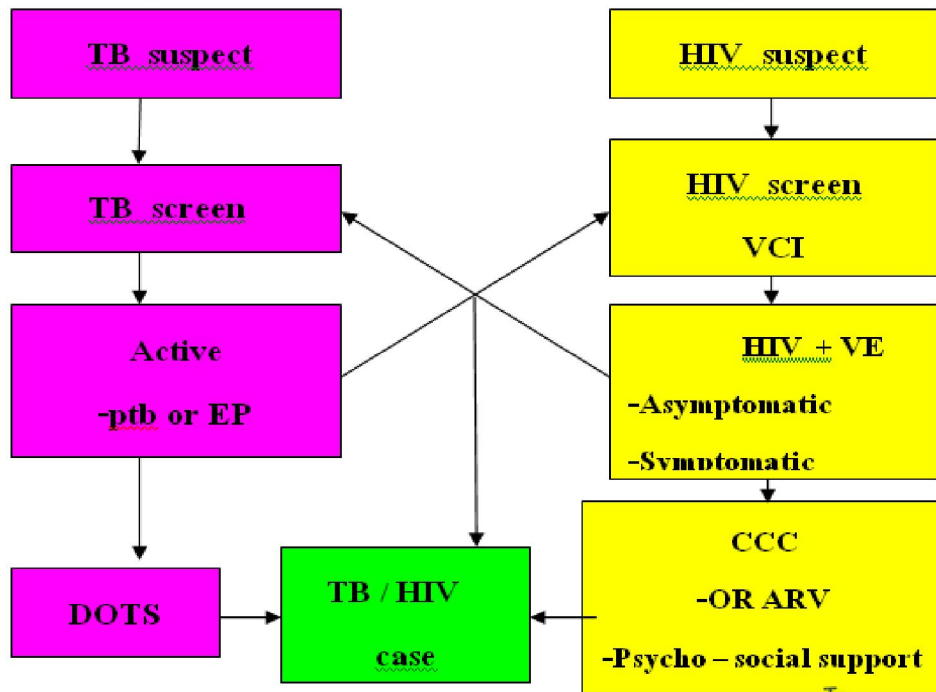 TB suspect
TB screen
Active
-ptb or EP
DOTS
HIV suspect
HIV screen
VCI
HIV + VE
-Asymptomatic
-Symptomatic
CCC
-OR ARV
-Psycho – social support
TB / HIV
case